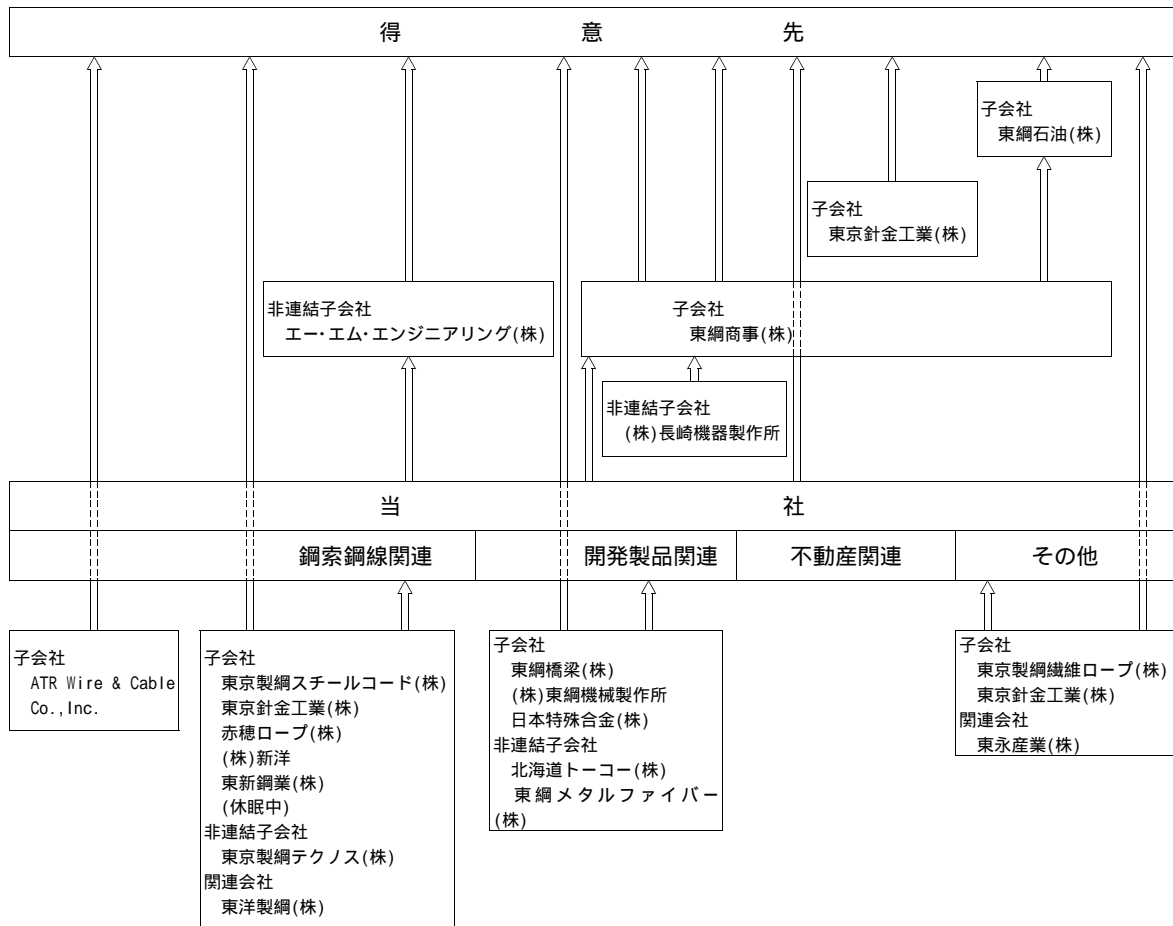 得意先
子会社
東綱石油(株)
子会社
東京針金工業(株)
非連結子会社
エー・エム・エンジニアリング(株)
子会社
東綱商事(株)
非連結子会社
(株)長崎機器製作所
当社
鋼索鋼線関連
開発製品関連
不動産関連
その他
子会社
ATR Wire & Cable
Co.,Inc.
子会社
東京製綱スチールコード(株)
東京針金工業(株)
赤穂ロープ(株)
(株)新洋
東新鋼業(株)
(休眠中)
非連結子会社
東京製綱テクノス(株)
関連会社
東洋製綱(株)
子会社
東綱橋梁(株)
(株)東綱機械製作所
日本特殊合金(株)
非連結子会社
北海道トーコー(株)
東綱メタルファイバー
(株)
子会社
東京製綱繊維ロープ(株)
東京針金工業(株)
関連会社
東永産業(株)